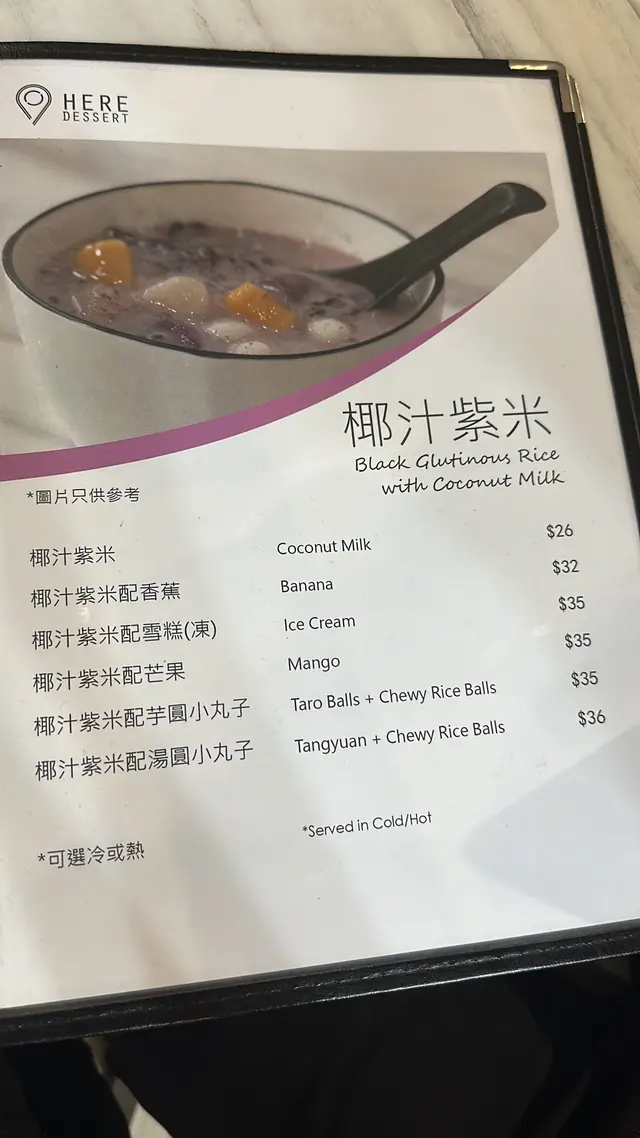 HERE
DESSERT
椰汁紫米
Black Glutinous Rice
with Coconut Milk
*圖片只供參考
椰汁紫米 Coconut Milk $26
椰汁紫米配香蕉 Banana $32
椰汁紫米配雪糕(凍) Ice Cream $35
椰汁紫米配芒果 Mango $35
椰汁紫米配芋圓小丸子 Taro Balls + Chewy Rice Balls $35
椰汁紫米配湯圓小丸子 Tangyuan + Chewy Rice Balls $36
*可選冷或熱 *Served in Cold/Hot